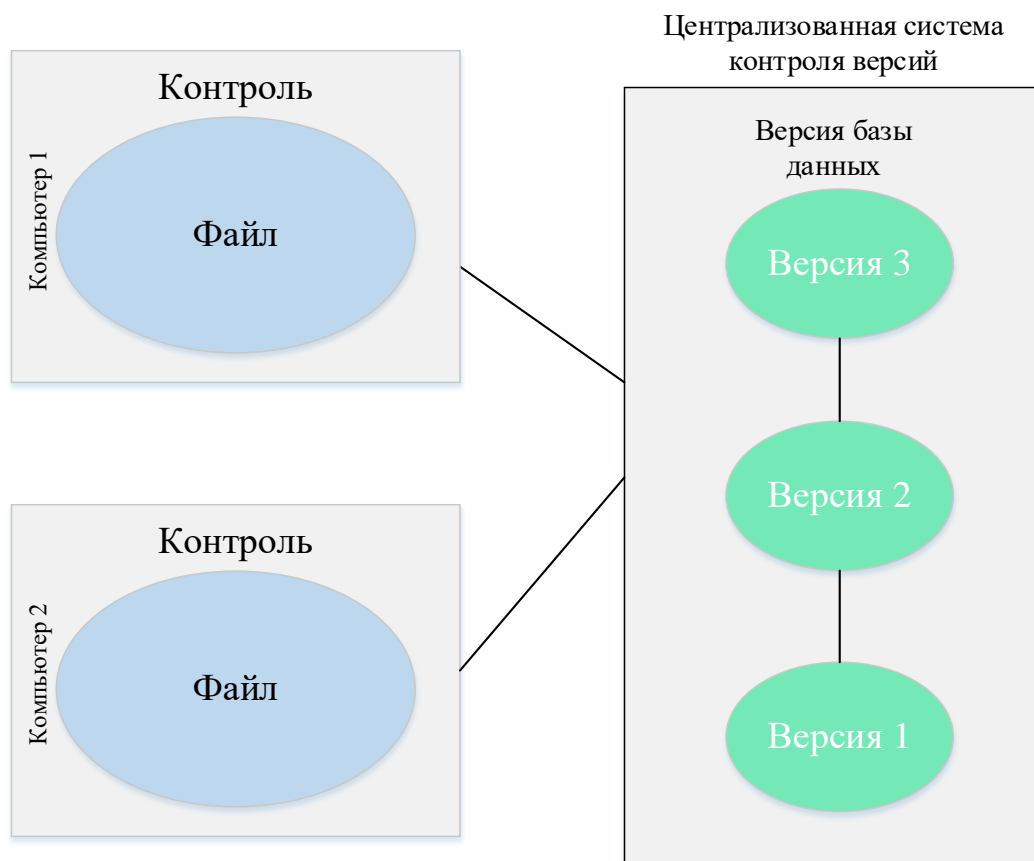 Централизованная система
контроля версий
Контроль
Компьютер 1
Файл
Версия базы
данных
Версия 3
Версия 2
Версия 1
Контроль
Компьютер 2
Файл